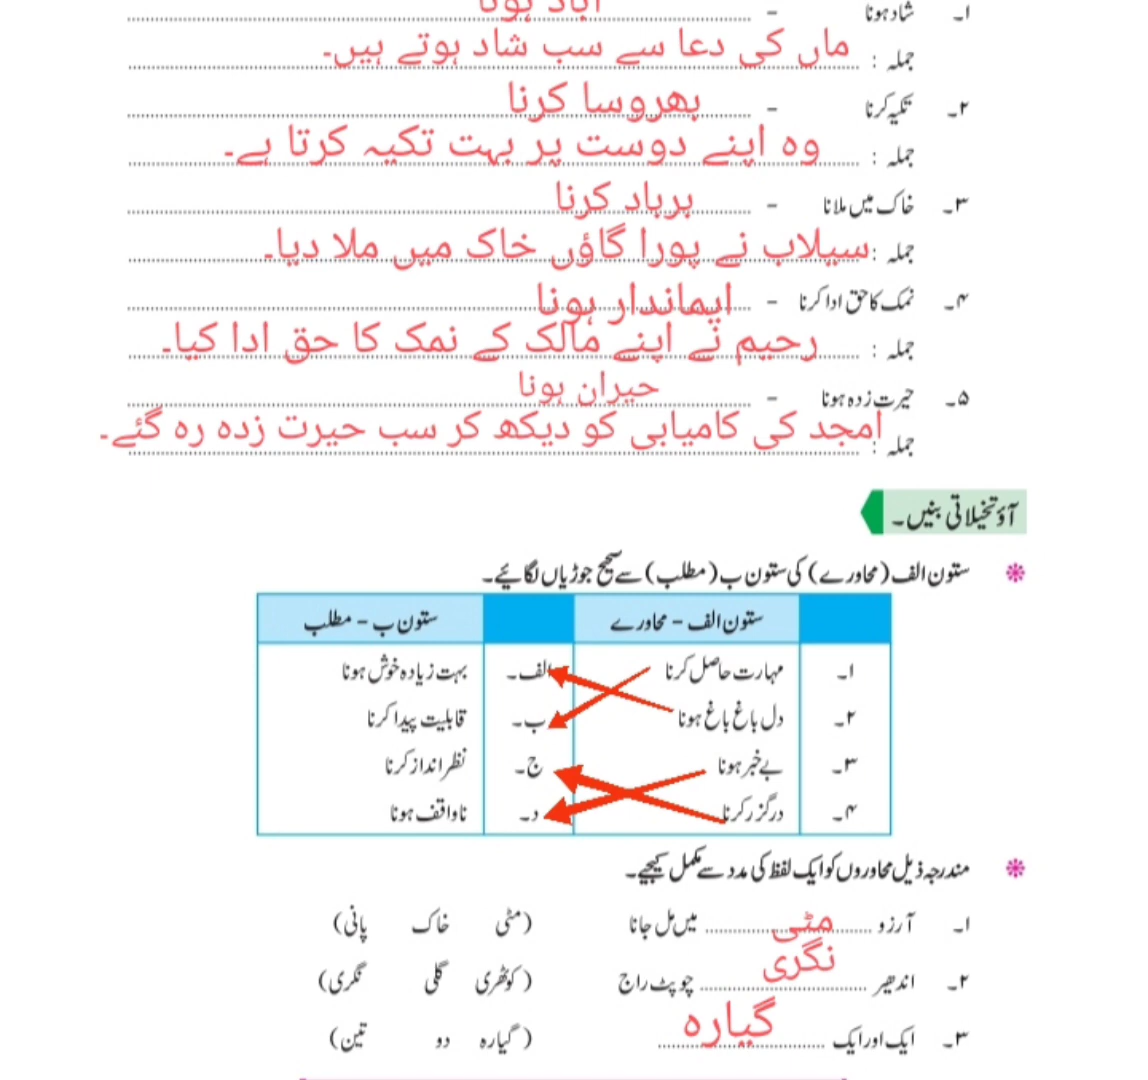 ۱۔ شاد ہونا - آباد ہونا
جملہ : ماں کی دعا سے سب شاد ہوتے ہیں۔
۲۔ تکیہ کرنا - بھروسا کرنا
جملہ : وہ اپنے دوست پر بہت تکیہ کرتا ہے۔
۳۔ خاک میں ملانا - برباد کرنا
جملہ : سیلاب نے پورا گاؤں خاک میں ملا دیا۔
۴۔ نمک کا حق ادا کرنا - ایماندار ہونا
جملہ : رحیم نے اپنے مالک کے نمک کا حق ادا کیا۔
۵۔ حیرت زدہ ہونا - حیران ہونا
جملہ : امجد کی کامیابی کو دیکھ کر سب حیرت زدہ رہ گئے۔
آؤ تخیلاتی بنیں۔
ستون الف (محاورے) کی ستون ب (مطلب) سے صحیح جوڑیاں لگائیے۔
ستون الف - محاورے ستون ب - مطلب
۱۔ مہارت حاصل کرنا الف۔ بہت زیادہ خوش ہونا
۲۔ دل باغ باغ ہونا ب۔ قابلیت پیدا کرنا
۳۔ بے خبر ہونا ج۔ نظر انداز کرنا
۴۔ درگزر کرنا د۔ ناواقف ہونا
مندرجہ ذیل محاوروں کو ایک لفظ کی مدد سے مکمل کیجیے۔
۱۔ آرزو مٹی میں مل جانا (مٹی خاک پانی)
۲۔ اندھیر نگری چوپٹ راج (کوٹھری گلی نگری)
۳۔ ایک اور ایک گیارہ (گیارہ دو تین)